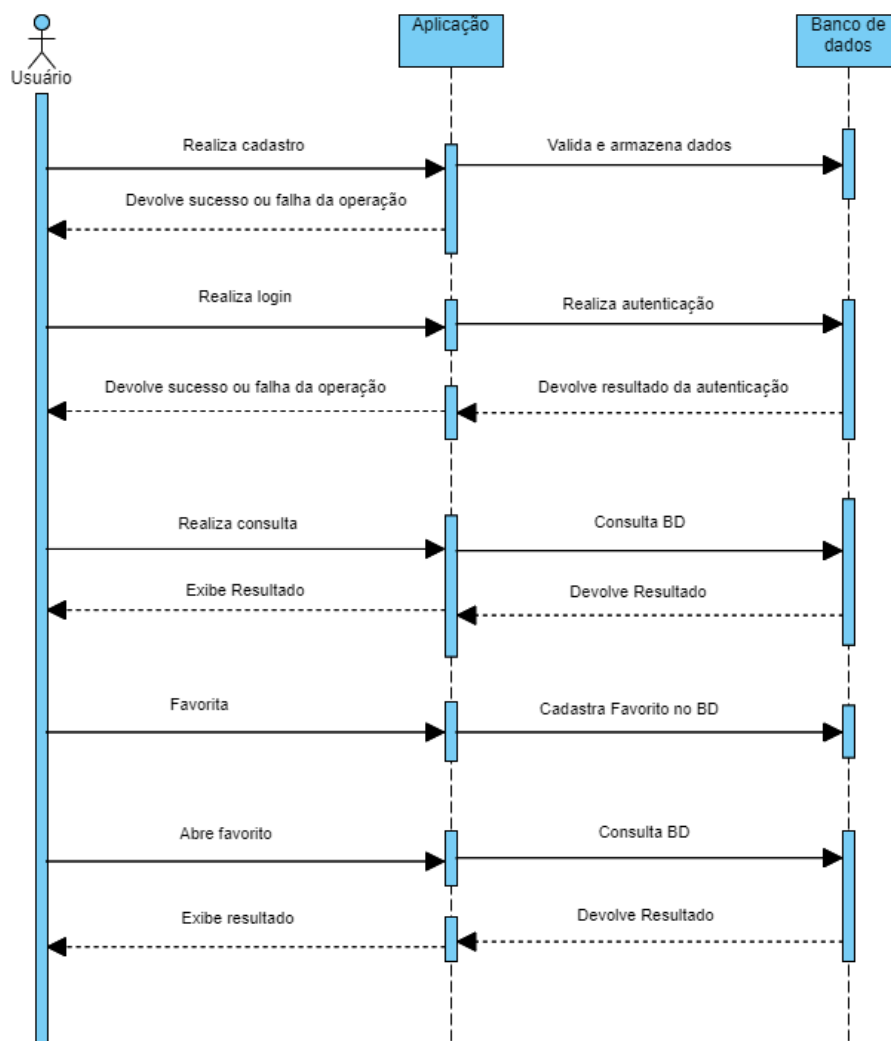 Aplicação
Banco de
dados
Usuário
Realiza cadastro
Valida e armazena dados
Devolve sucesso ou falha da operação
Realiza login
Realiza autenticação
Devolve sucesso ou falha da operação
Devolve resultado da autenticação
Realiza consulta
Consulta BD
Exibe Resultado
Devolve Resultado
Favorita
Cadastra Favorito no BD
Abre favorito
Consulta BD
Exibe resultado
Devolve Resultado